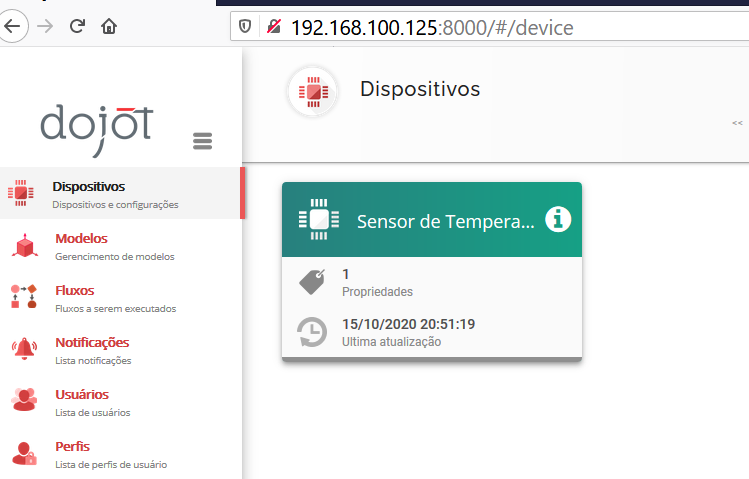 192.168.100.125:8000/#/device
dojot
Dispositivos
<<
Dispositivos
Dispositivos e configurações
Modelos
Gerencimento de modelos
Fluxos
Fluxos a serem executados
Notificações
Lista notificações
Usuários
Lista de usuários
Perfis
Lista de perfis de usuário
Sensor de Tempera...
1
Propriedades
15/10/2020 20:51:19
Ultima atualização